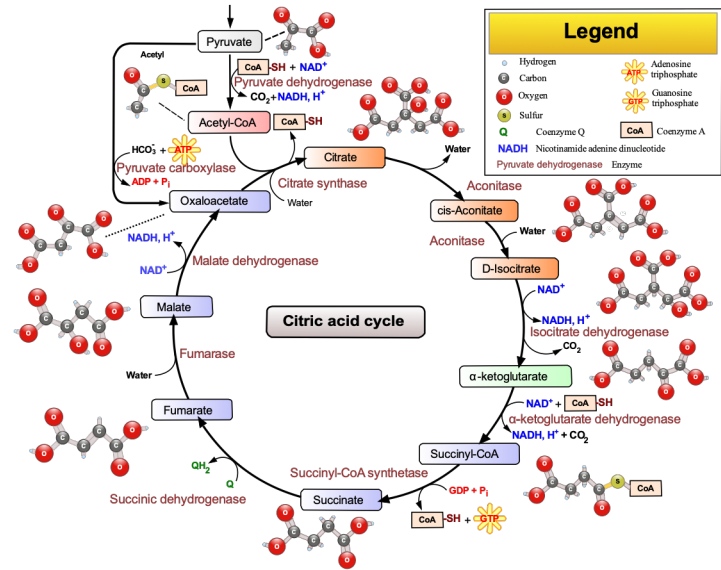 Legend
Hydrogen
Carbon
Oxygen
Sulfur
Q Coenzyme Q
NADH Nicotinamide adenine dinucleotide
Pyruvate dehydrogenase Enzyme
ATP Adenosine triphosphate
GTP Guanosine triphosphate
CoA Coenzyme A
Citric acid cycle
Pyruvate
Acetyl
CoA-SH + NAD⁺
Pyruvate dehydrogenase
CO₂+NADH, H⁺
S CoA
Acetyl-CoA
CoA-SH
HCO₃⁻ + ATP
Pyruvate carboxylase
ADP + Pi
Citrate
Citrate synthase
Water
Oxaloacetate
Water
Aconitase
cis-Aconitate
Aconitase
Water
D-Isocitrate
NAD⁺
NADH, H⁺
Isocitrate dehydrogenase
CO₂
α-ketoglutarate
NAD⁺ + CoA-SH
α-ketoglutarate dehydrogenase
NADH, H⁺ + CO₂
Succinyl-CoA
S CoA
Succinyl-CoA synthetase
GDP + Pi
CoA-SH + GTP
Succinate
QH₂
Q
Succinic dehydrogenase
Fumarate
Water
Fumarase
Malate
NADH, H⁺
NAD⁺
Malate dehydrogenase